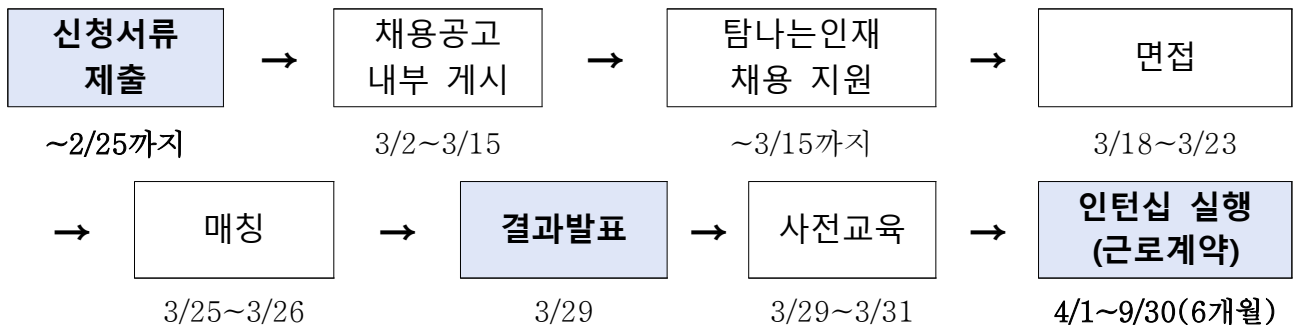 신청서류
제출
→
채용공고
내부 게시
→
탐나는인재
채용 지원
→
면접
~2/25까지
3/2~3/15
~3/15까지
3/18~3/23
→
매칭
→
결과발표
→
사전교육
→
인턴십 실행
(근로계약)
3/25~3/26
3/29
3/29~3/31
4/1~9/30(6개월)